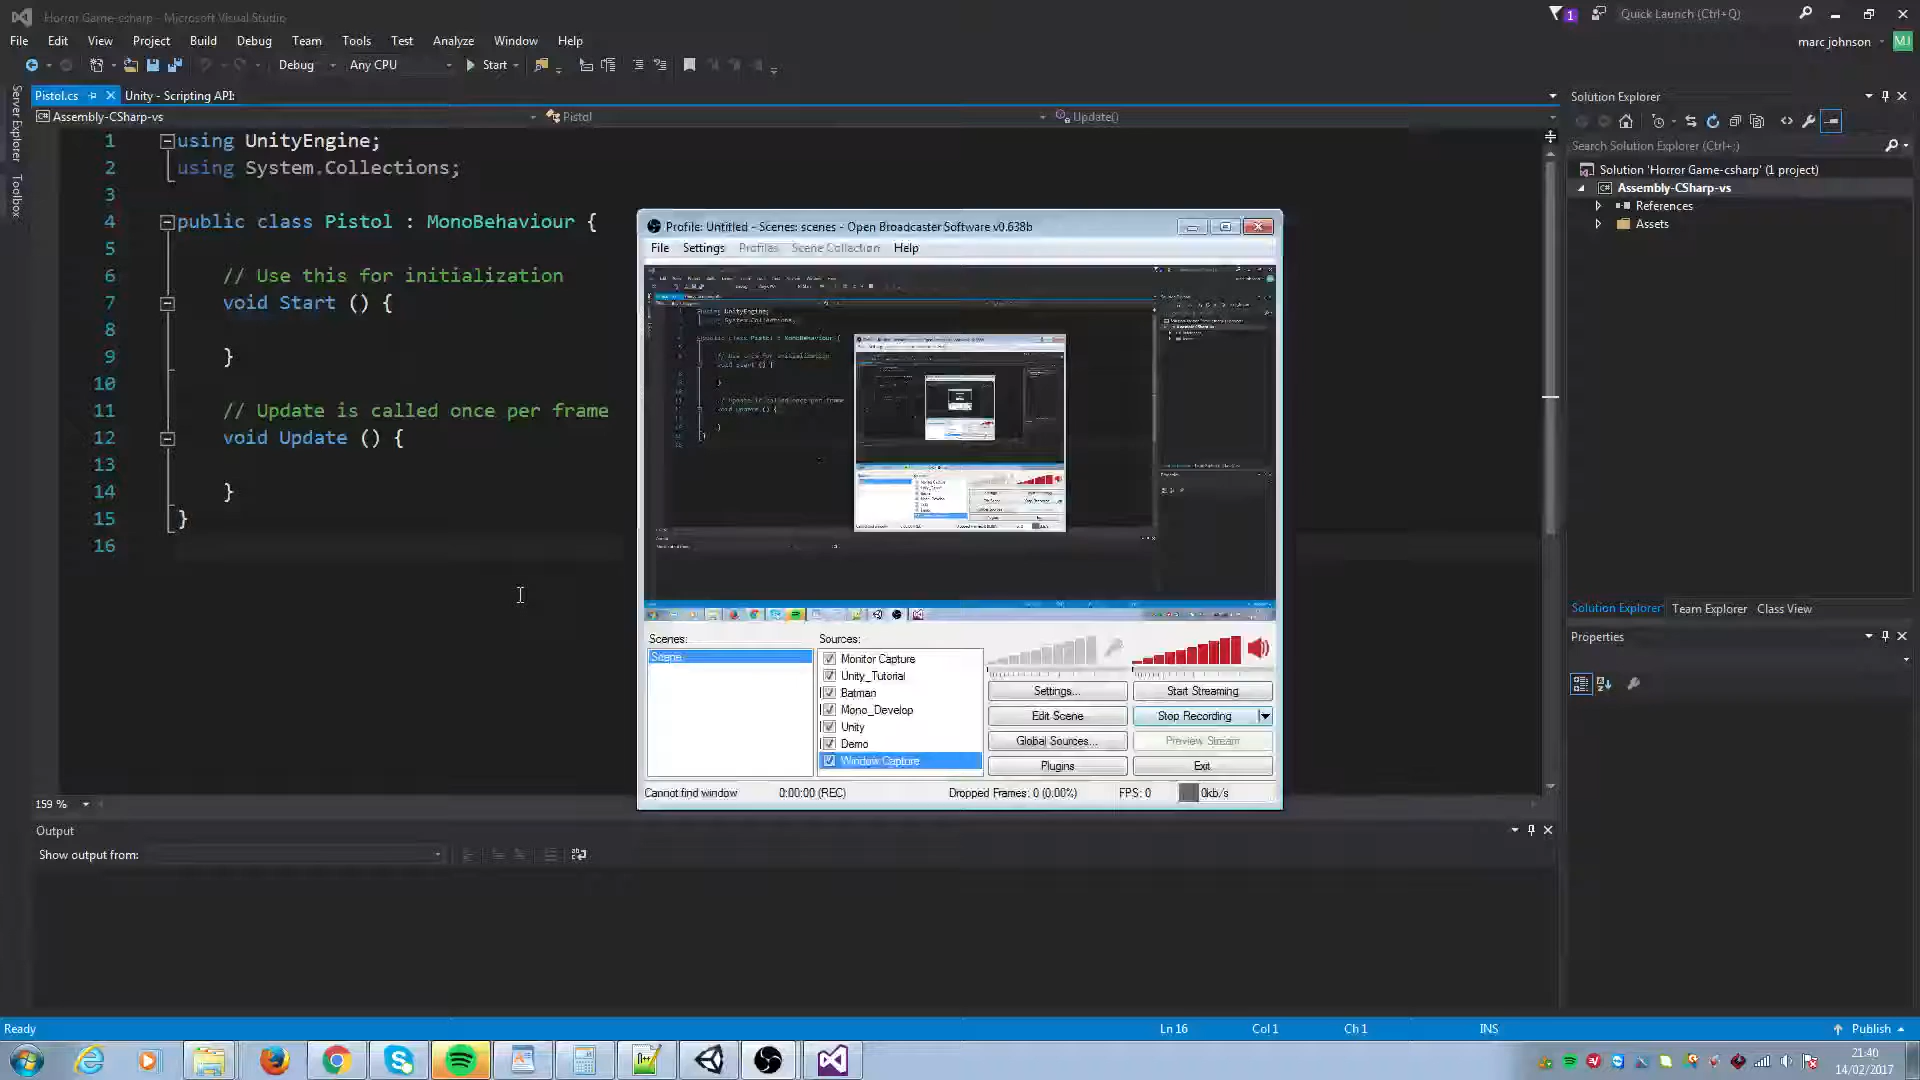 Horror Game-csharp - Microsoft Visual Studio
1
Quick Launch (Ctrl+Q)
File Edit View Project Build Debug Team Tools Test Analyze Window Help
marc johnson MJ
Debug Any CPU Start
Server Explorer
Toolbox
Pistol.cs
Unity - Scripting API:
Assembly-CSharp-vs
Pistol
Update()
1 using UnityEngine;
2 using System.Collections;
3
4 public class Pistol : MonoBehaviour {
5
6 // Use this for initialization
7 void Start () {
8
9 }
10
11 // Update is called once per frame
12 void Update () {
13
14 }
15 }
16
159 %
Profile: Untitled - Scenes: scenes - Open Broadcaster Software v0.638b
File Settings Profiles Scene Collection Help
Scenes:
Scene
Sources:
Monitor Capture
Unity_Tutorial
Batman
Mono_Develop
Unity
Demo
Window Capture
Settings...
Start Streaming
Edit Scene
Stop Recording
Global Sources...
Preview Stream
Plugins
Exit
Cannot find window 0:00:00 (REC) Dropped Frames: 0 (0.00%) FPS: 0 0kb/s
Solution Explorer
Search Solution Explorer (Ctrl+;)
Solution 'Horror Game-csharp' (1 project)
Assembly-CSharp-vs
References
Assets
Solution Explorer Team Explorer Class View
Properties
Output
Show output from:
Ready
Ln 16 Col 1 Ch 1 INS
Publish
21:40
14/02/2017